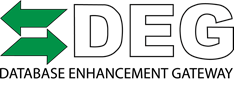 DEG
DATABASE ENHANCEMENT GATEWAY